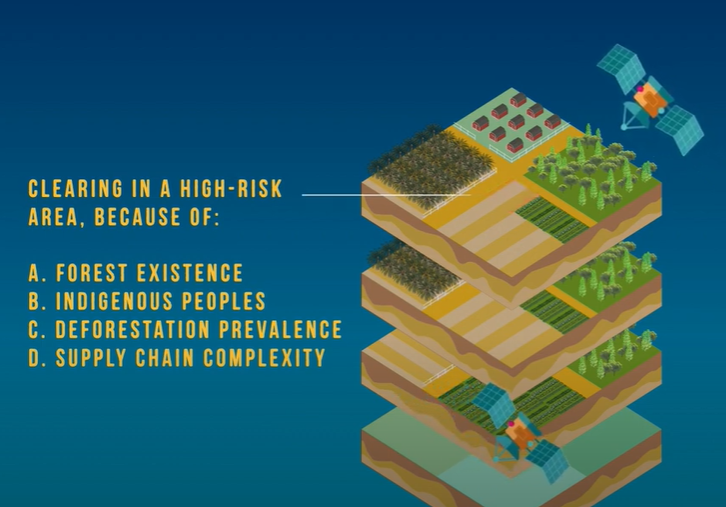 CLEARING IN A HIGH-RISK
AREA, BECAUSE OF:
A. FOREST EXISTENCE
B. INDIGENOUS PEOPLES
C. DEFORESTATION PREVALENCE
D. SUPPLY CHAIN COMPLEXITY